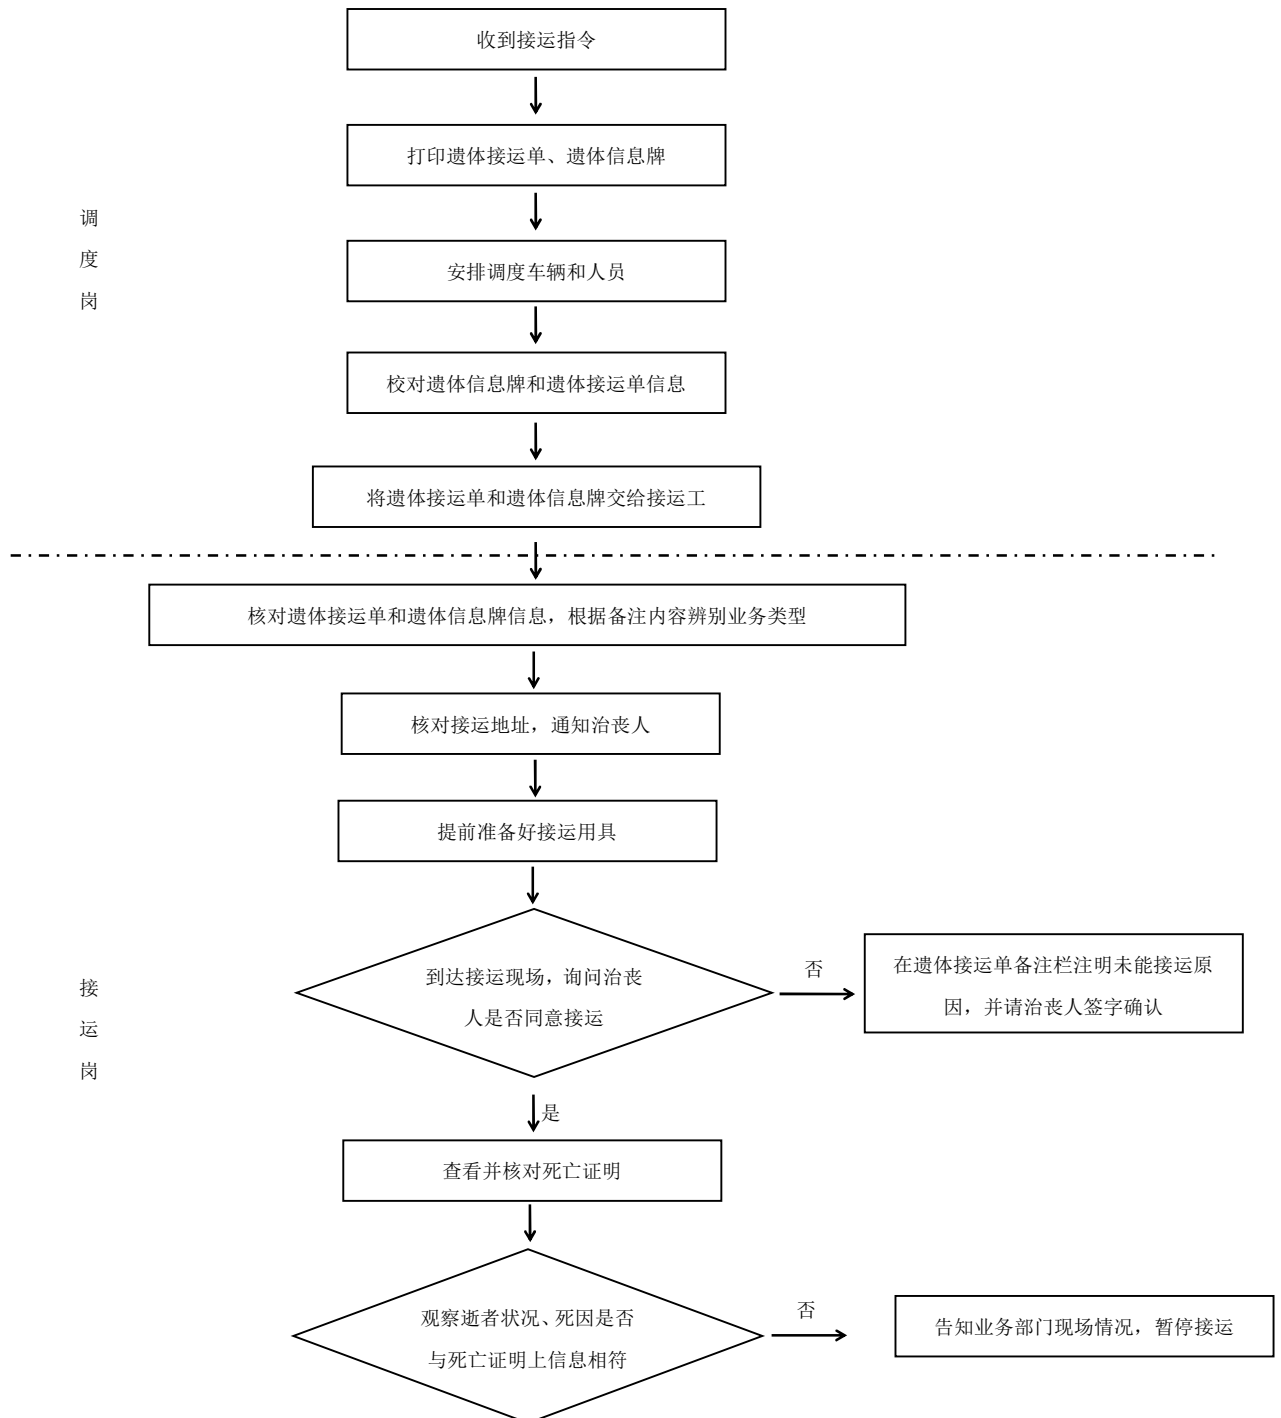 收到接运指令
打印遗体接运单、遗体信息牌
调
度
岗
安排调度车辆和人员
校对遗体信息牌和遗体接运单信息
将遗体接运单和遗体信息牌交给接运工
核对遗体接运单和遗体信息牌信息，根据备注内容辨别业务类型
核对接运地址，通知治丧人
提前准备好接运用具
接
运
岗
到达接运现场，询问治丧
人是否同意接运
否
在遗体接运单备注栏注明未能接运原
因，并请治丧人签字确认
是
查看并核对死亡证明
观察逝者状况、死因是否
与死亡证明上信息相符
否
告知业务部门现场情况，暂停接运